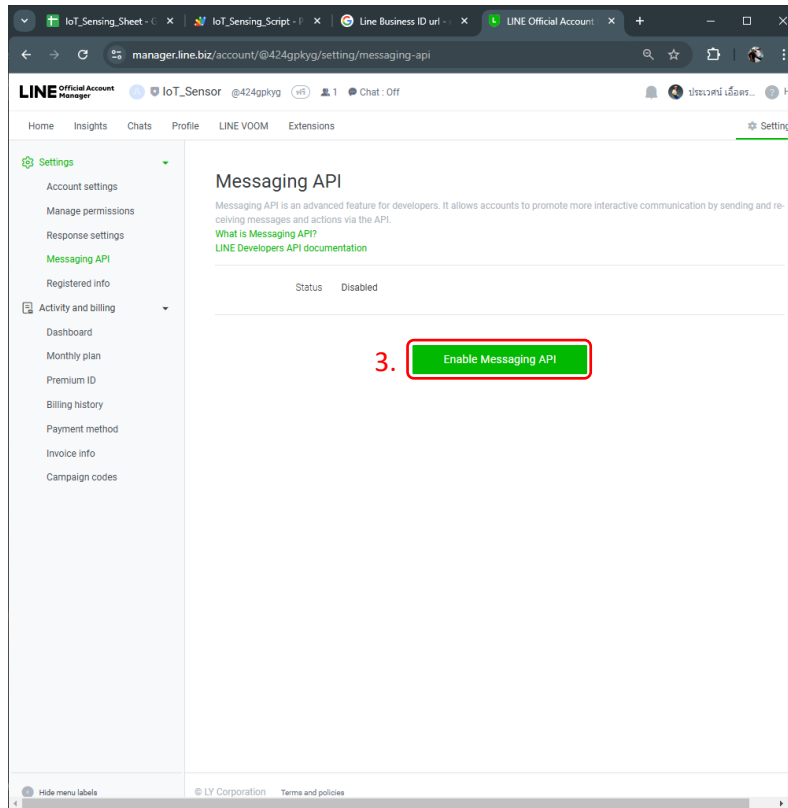 IoT_Sensing_Sheet - G
IoT_Sensing_Script - P
Line Business ID url -
LINE Official Account
manager.line.biz/account/@424gpkyg/setting/messaging-api
LINE Official Account Manager
IoT_Sensor @424gpkyg ฟรี 1 Chat : Off
ประเวศน์ เอื้อตร...
Home Insights Chats Profile LINE VOOM Extensions Setting
Settings
Account settings
Manage permissions
Response settings
Messaging API
Registered info
Activity and billing
Dashboard
Monthly plan
Premium ID
Billing history
Payment method
Invoice info
Campaign codes
Messaging API
Messaging API is an advanced feature for developers. It allows accounts to promote more interactive communication by sending and re-
ceiving messages and actions via the API.
What is Messaging API?
LINE Developers API documentation
Status Disabled
3. Enable Messaging API
Hide menu labels
© LY Corporation Terms and policies